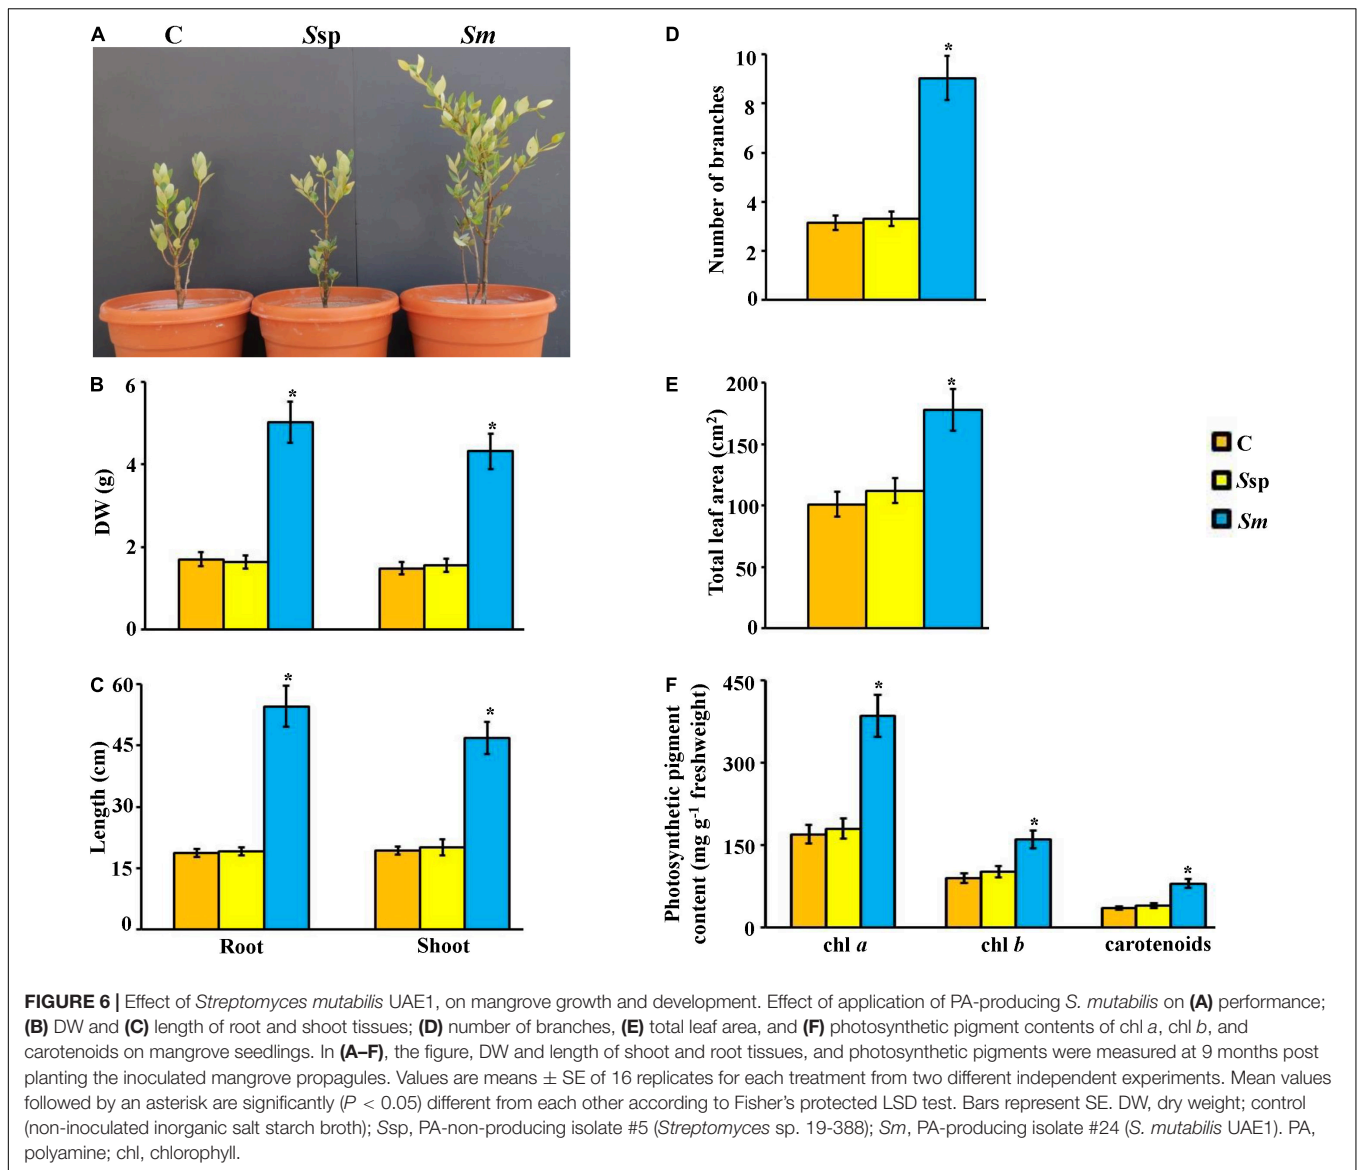 A C Ssp Sm
B
DW (g)
6
4
2
0
* *
C
Length (cm)
60
45
30
15
0
* *
Root Shoot
D
Number of branches
10
8
6
4
2
0
*
E
Total leaf area (cm²)
200
150
100
50
0
*
C
Ssp
Sm
F
Photosynthetic pigment
content (mg g⁻¹ freshweight)
450
300
150
0
* * *
chl a chl b carotenoids
FIGURE 6 | Effect of Streptomyces mutabilis UAE1, on mangrove growth and development. Effect of application of PA-producing S. mutabilis on (A) performance;
(B) DW and (C) length of root and shoot tissues; (D) number of branches, (E) total leaf area, and (F) photosynthetic pigment contents of chl a, chl b, and
carotenoids on mangrove seedlings. In (A–F), the figure, DW and length of shoot and root tissues, and photosynthetic pigments were measured at 9 months post
planting the inoculated mangrove propagules. Values are means ± SE of 16 replicates for each treatment from two different independent experiments. Mean values
followed by an asterisk are significantly (P < 0.05) different from each other according to Fisher's protected LSD test. Bars represent SE. DW, dry weight; control
(non-inoculated inorganic salt starch broth); Ssp, PA-non-producing isolate #5 (Streptomyces sp. 19-388); Sm, PA-producing isolate #24 (S. mutabilis UAE1). PA,
polyamine; chl, chlorophyll.